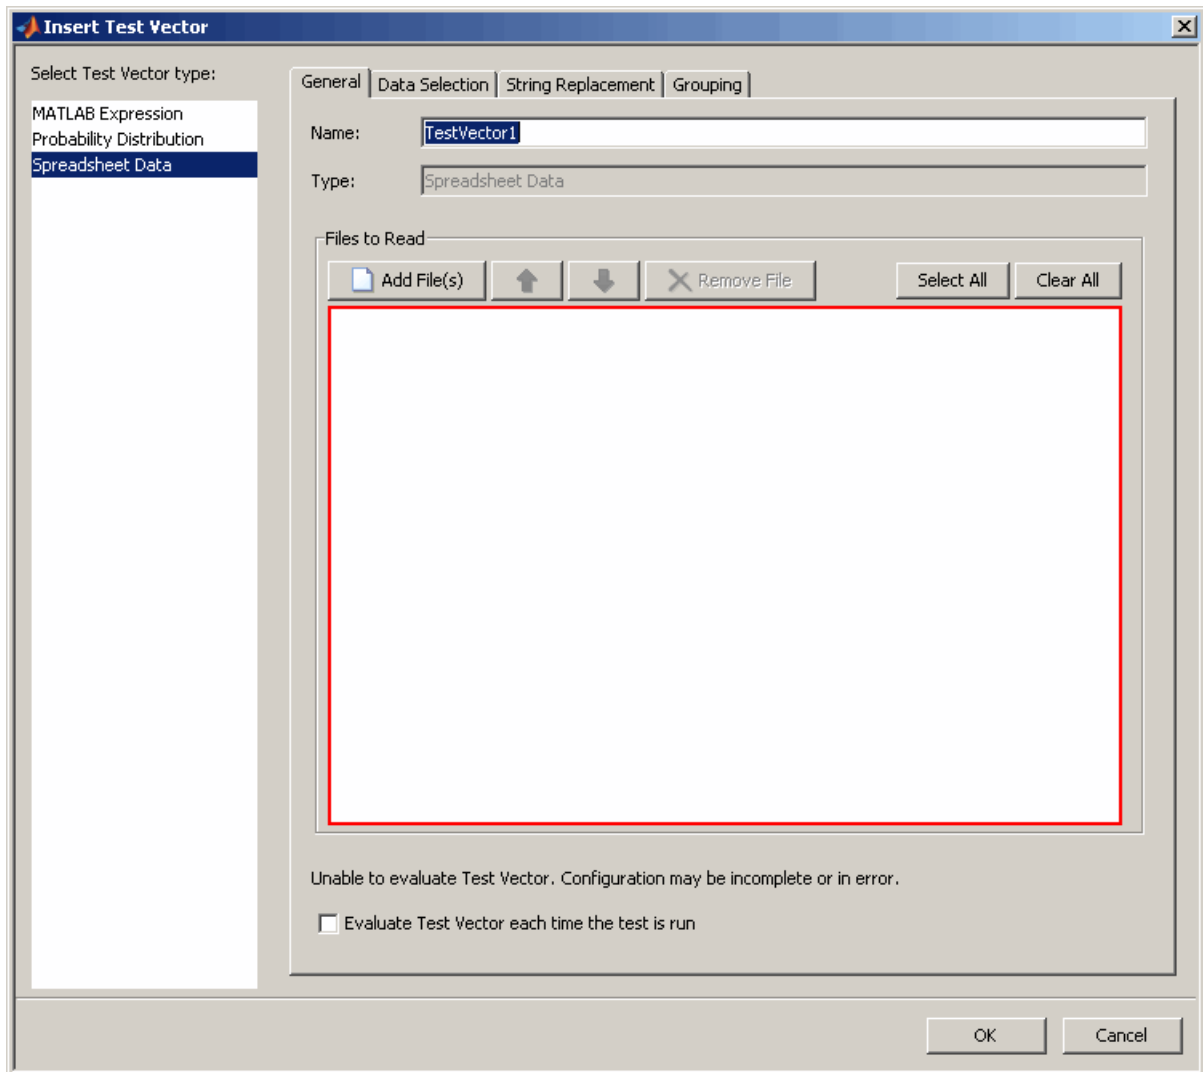 Insert Test Vector
Select Test Vector type:
MATLAB Expression
Probability Distribution
Spreadsheet Data
General Data Selection String Replacement Grouping
Name: TestVector1
Type: Spreadsheet Data
Files to Read
Add File(s) Remove File Select All Clear All
Unable to evaluate Test Vector. Configuration may be incomplete or in error.
Evaluate Test Vector each time the test is run
OK Cancel